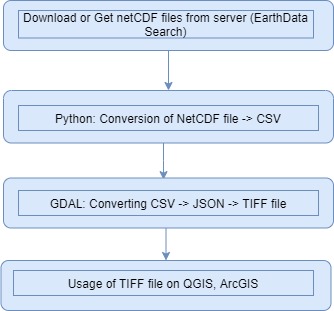 Download or Get netCDF files from server (EarthData
Search)
Python: Conversion of NetCDF file -> CSV
GDAL: Converting CSV -> JSON -> TIFF file
Usage of TIFF file on QGIS, ArcGIS